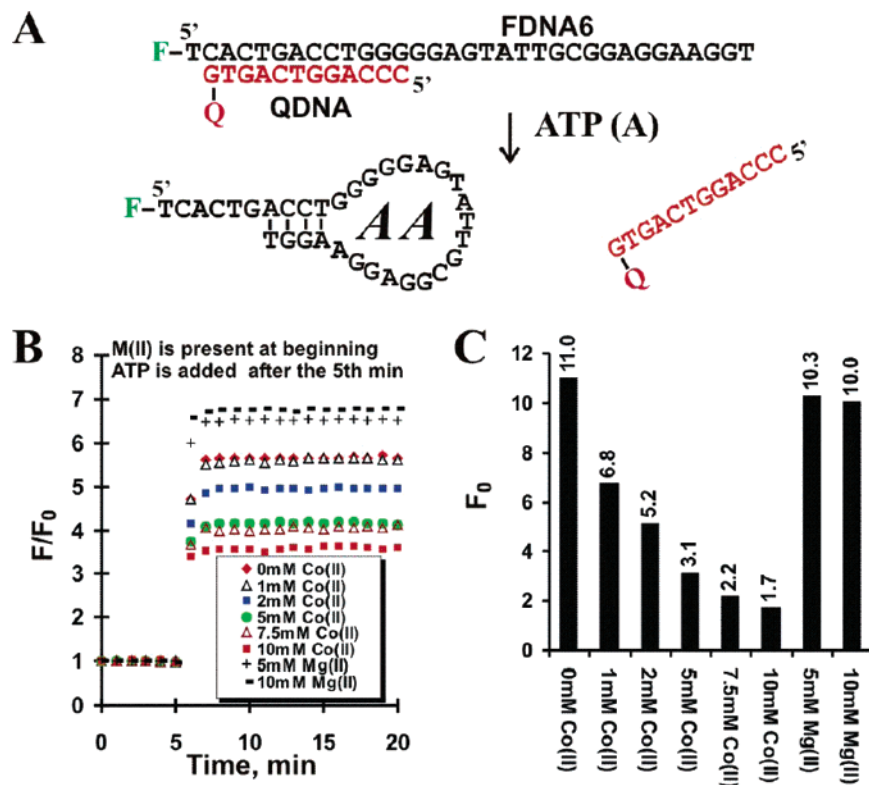 A
FDNA6
5'
F–TCACTGACCTGGGGGAGTATTGCGGAGGAAGGT
GTGACTGGACCC 5'
Q
QDNA
ATP (A)
5'
F–TCACTGACCTGGGGGAGTATTG
TGGAAGGAGGC
A A
GTGACTGGACCC 5'
Q
B
M(II) is present at beginning
ATP is added after the 5th min
F/F0
8
7
6
5
4
3
2
1
0
0mM Co(II)
1mM Co(II)
2mM Co(II)
5mM Co(II)
7.5mM Co(II)
10mM Co(II)
5mM Mg(II)
10mM Mg(II)
0 5 10 15 20
Time, min
C
F0
12
10
8
6
4
2
0
11.0
6.8
5.2
3.1
2.2
1.7
10.3
10.0
0mM Co(II)
1mM Co(II)
2mM Co(II)
5mM Co(II)
7.5mM Co(II)
10mM Co(II)
5mM Mg(II)
10mM Mg(II)